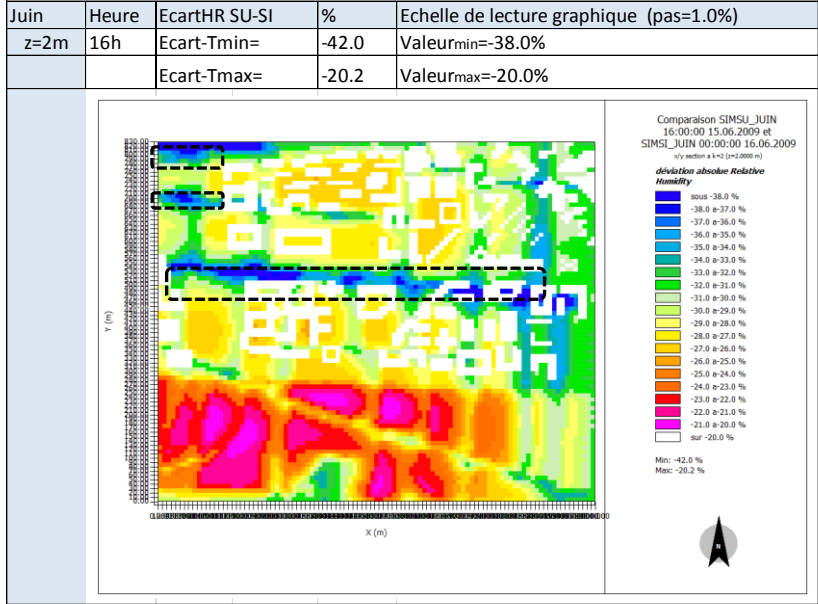 Juin Heure EcartHR SU-SI % Echelle de lecture graphique (pas=1.0%)
z=2m 16h Ecart-Tmin= -42.0 Valeurmin=-38.0%
Ecart-Tmax= -20.2 Valeurmax=-20.0%
Comparaison SIMSU_JUIN
16:00:00 15.06.2009 et
SIMSI_JUIN 00:00:00 16.06.2009
x/y section a k=2 (z=2.0000 m)
déviation absolue Relative
Humidity
sous -38.0 %
-38.0 a-37.0 %
-37.0 a-36.0 %
-36.0 a-35.0 %
-35.0 a-34.0 %
-34.0 a-33.0 %
-33.0 a-32.0 %
-32.0 a-31.0 %
-31.0 a-30.0 %
-30.0 a-29.0 %
-29.0 a-28.0 %
-28.0 a-27.0 %
-27.0 a-26.0 %
-26.0 a-25.0 %
-25.0 a-24.0 %
-24.0 a-23.0 %
-23.0 a-22.0 %
-22.0 a-21.0 %
-21.0 a-20.0 %
sur -20.0 %
Min: -42.0 %
Max: -20.2 %
Y (m)
X (m)
N